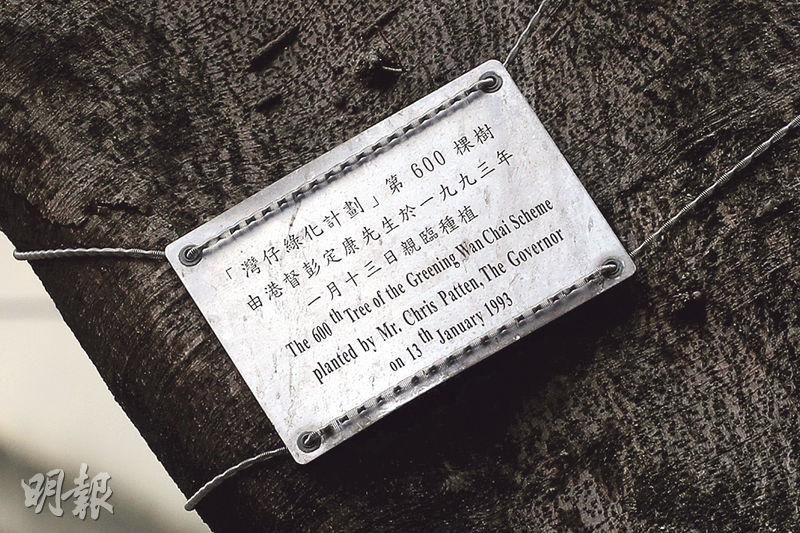 「灣仔綠化計劃」第 600 棵樹
由港督彭定康先生於一九九三年
一月十三日親臨種植
The 600th Tree of the Greening Wan Chai Scheme
planted by Mr. Chris Patten, The Governor
on 13th January 1993
明報